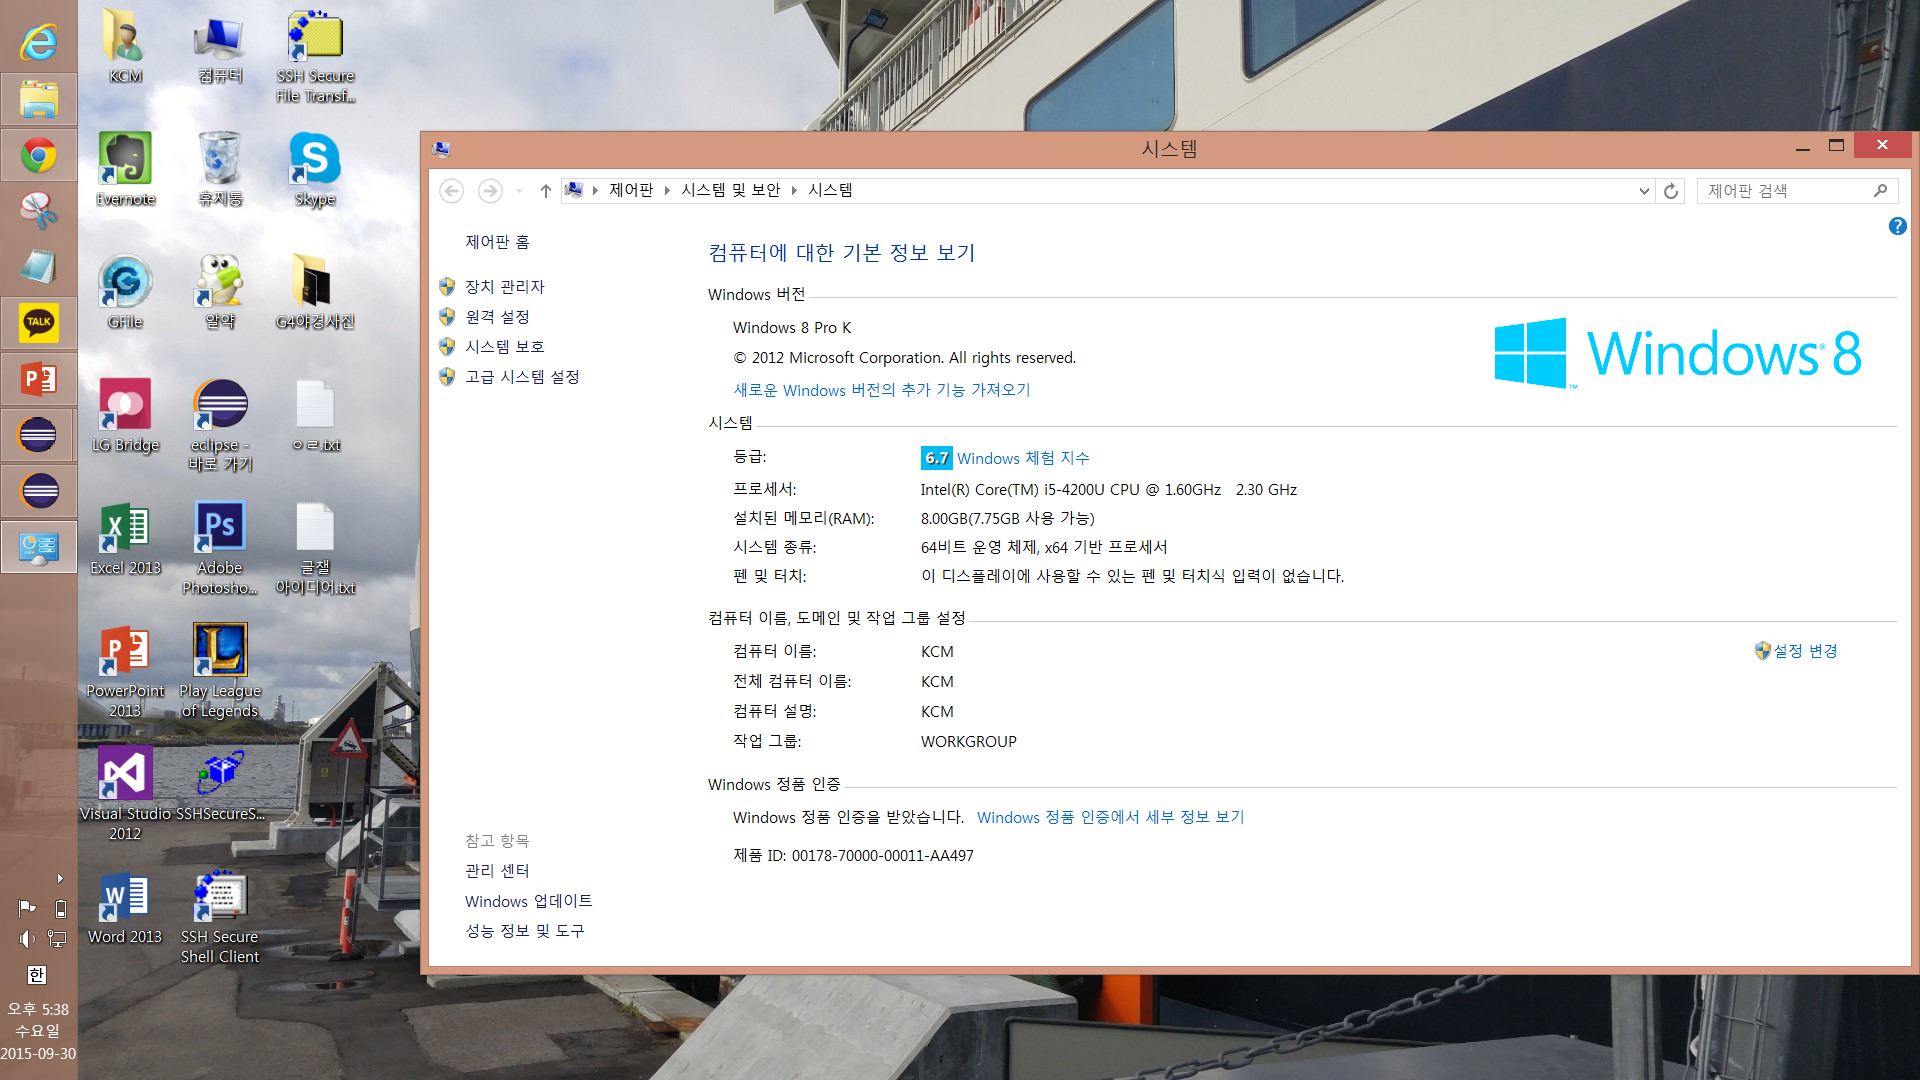 KCM
컴퓨터
SSH Secure
File Transf...
Evernote
휴지통
Skype
GFile
알약
G4야경사진
LG Bridge
eclipse -
바로 가기
ㅇㄹ.txt
Excel 2013
Adobe
Photosho...
글챌
아이디어.txt
PowerPoint
2013
Play League
of Legends
Visual Studio
2012
SSHSecureS...
Word 2013
SSH Secure
Shell Client
TALK
한
오후 5:38
수요일
2015-09-30
시스템
제어판
시스템 및 보안
시스템
제어판 검색
제어판 홈
장치 관리자
원격 설정
시스템 보호
고급 시스템 설정
참고 항목
관리 센터
Windows 업데이트
성능 정보 및 도구
컴퓨터에 대한 기본 정보 보기
Windows 버전
Windows 8 Pro K
© 2012 Microsoft Corporation. All rights reserved.
새로운 Windows 버전의 추가 기능 가져오기
Windows® 8
시스템
등급: 6.7 Windows 체험 지수
프로세서: Intel(R) Core(TM) i5-4200U CPU @ 1.60GHz 2.30 GHz
설치된 메모리(RAM): 8.00GB(7.75GB 사용 가능)
시스템 종류: 64비트 운영 체제, x64 기반 프로세서
펜 및 터치: 이 디스플레이에 사용할 수 있는 펜 및 터치식 입력이 없습니다.
컴퓨터 이름, 도메인 및 작업 그룹 설정
컴퓨터 이름: KCM
설정 변경
전체 컴퓨터 이름: KCM
컴퓨터 설명: KCM
작업 그룹: WORKGROUP
Windows 정품 인증
Windows 정품 인증을 받았습니다. Windows 정품 인증에서 세부 정보 보기
제품 ID: 00178-70000-00011-AA497